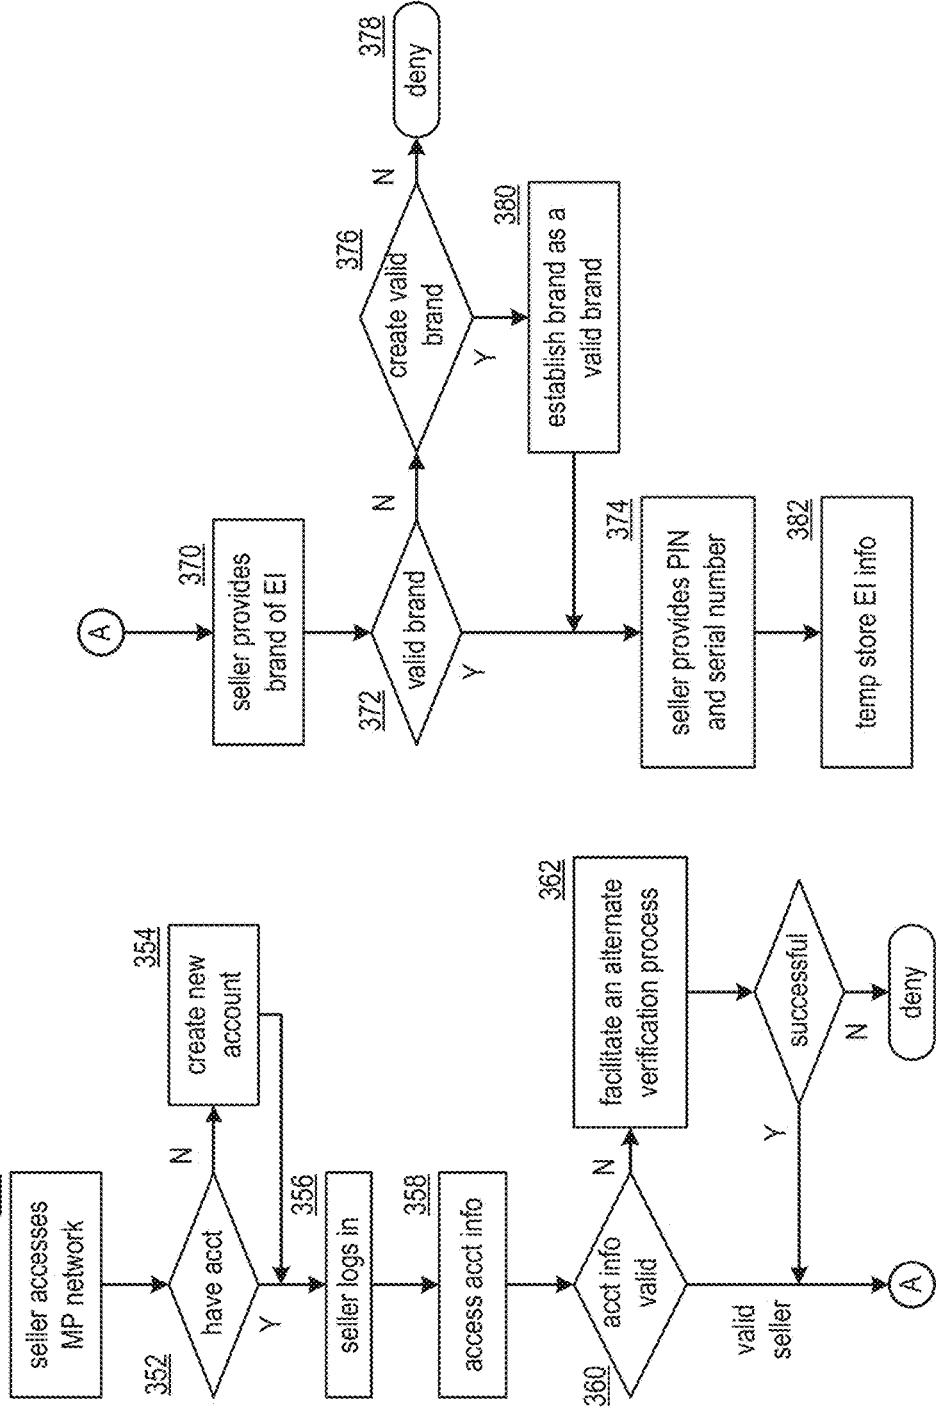 seller accesses
MP network
352
have acct
N
Y
354
create new
account
356
seller logs in
358
access acct info
360
acct info
valid
N
valid
seller
362
facilitate an alternate
verification process
successful
Y
N
deny
A
A
370
seller provides
brand of EI
372
valid brand
N
Y
376
create valid
brand
N
Y
378
deny
380
establish brand as a
valid brand
374
seller provides PIN
and serial number
382
temp store EI info